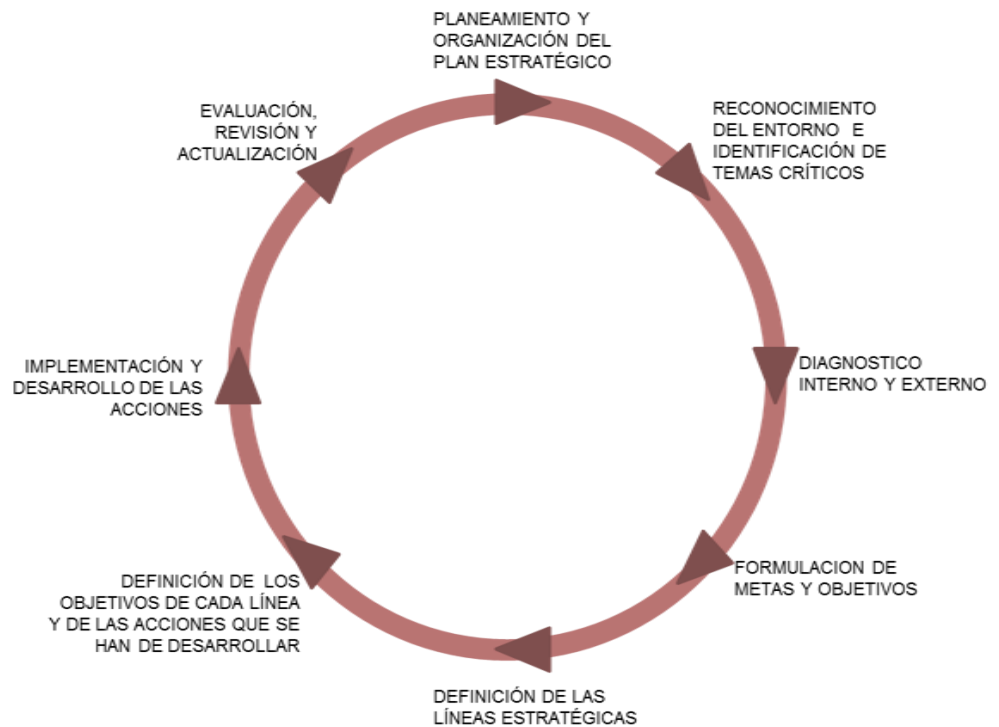 PLANEAMIENTO Y
ORGANIZACIÓN DEL
PLAN ESTRATÉGICO
RECONOCIMIENTO
DEL ENTORNO E
IDENTIFICACIÓN DE
TEMAS CRÍTICOS
DIAGNOSTICO
INTERNO Y EXTERNO
FORMULACION DE
METAS Y OBJETIVOS
DEFINICIÓN DE LAS
LÍNEAS ESTRATÉGICAS
DEFINICIÓN DE LOS
OBJETIVOS DE CADA LÍNEA
Y DE LAS ACCIONES QUE SE
HAN DE DESARROLLAR
IMPLEMENTACIÓN Y
DESARROLLO DE LAS
ACCIONES
EVALUACIÓN,
REVISIÓN Y
ACTUALIZACIÓN